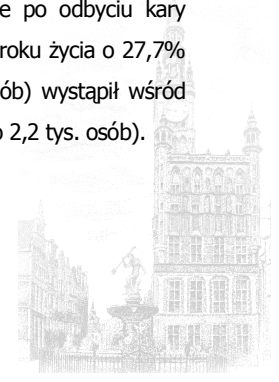 e po odbyciu kary
roku życia o 27,7%
ób) wystąpił wśród
o 2,2 tys. osób).